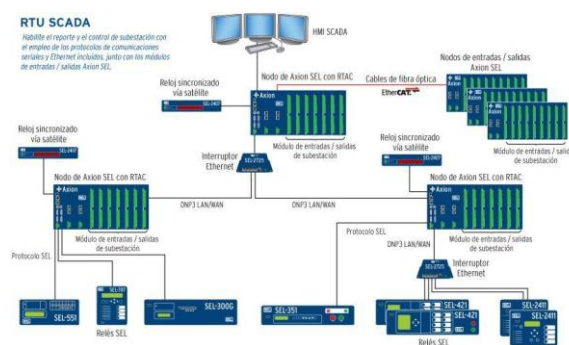 RTU SCADA
Habilite el reporte y el control de subestación con
el empleo de los protocolos de comunicaciones
seriales y Ethernet incluidos, junto con los módulos
de entradas / salidas Axion SEL
HMI SCADA
Nodos de entradas / salidas
Axion SEL
Nodo de Axion SEL con RTAC
Cables de fibra óptica
EtherCAT.
Reloj sincronizado
vía satélite
SEL-2407
Axion
Módulo de entradas / salidas
de subestación
Reloj sincronizado
vía satélite
SEL-2407
Interruptor
Ethernet
SEL-2725
Reloj sincronizado
vía satélite
SEL-2407
Módulo de entradas / salidas
de subestación
Nodo de Axion SEL con RTAC
Axion
Nodo de Axion SEL con RTAC
Axion
DNP3 LAN/WAN
DNP3 LAN/WAN
Módulo de entradas / salidas
de subestación
Módulo de entradas / salidas
de subestación
Protocolo SEL
Protocolo SEL
DNP3 LAN/WAN
SEL-2725
Interruptor
Ethernet
SEL-551
SEL-300G
SEL-351
SEL-421
SEL-421
SEL-2411
SEL-2411
Relés SEL
Relés SEL